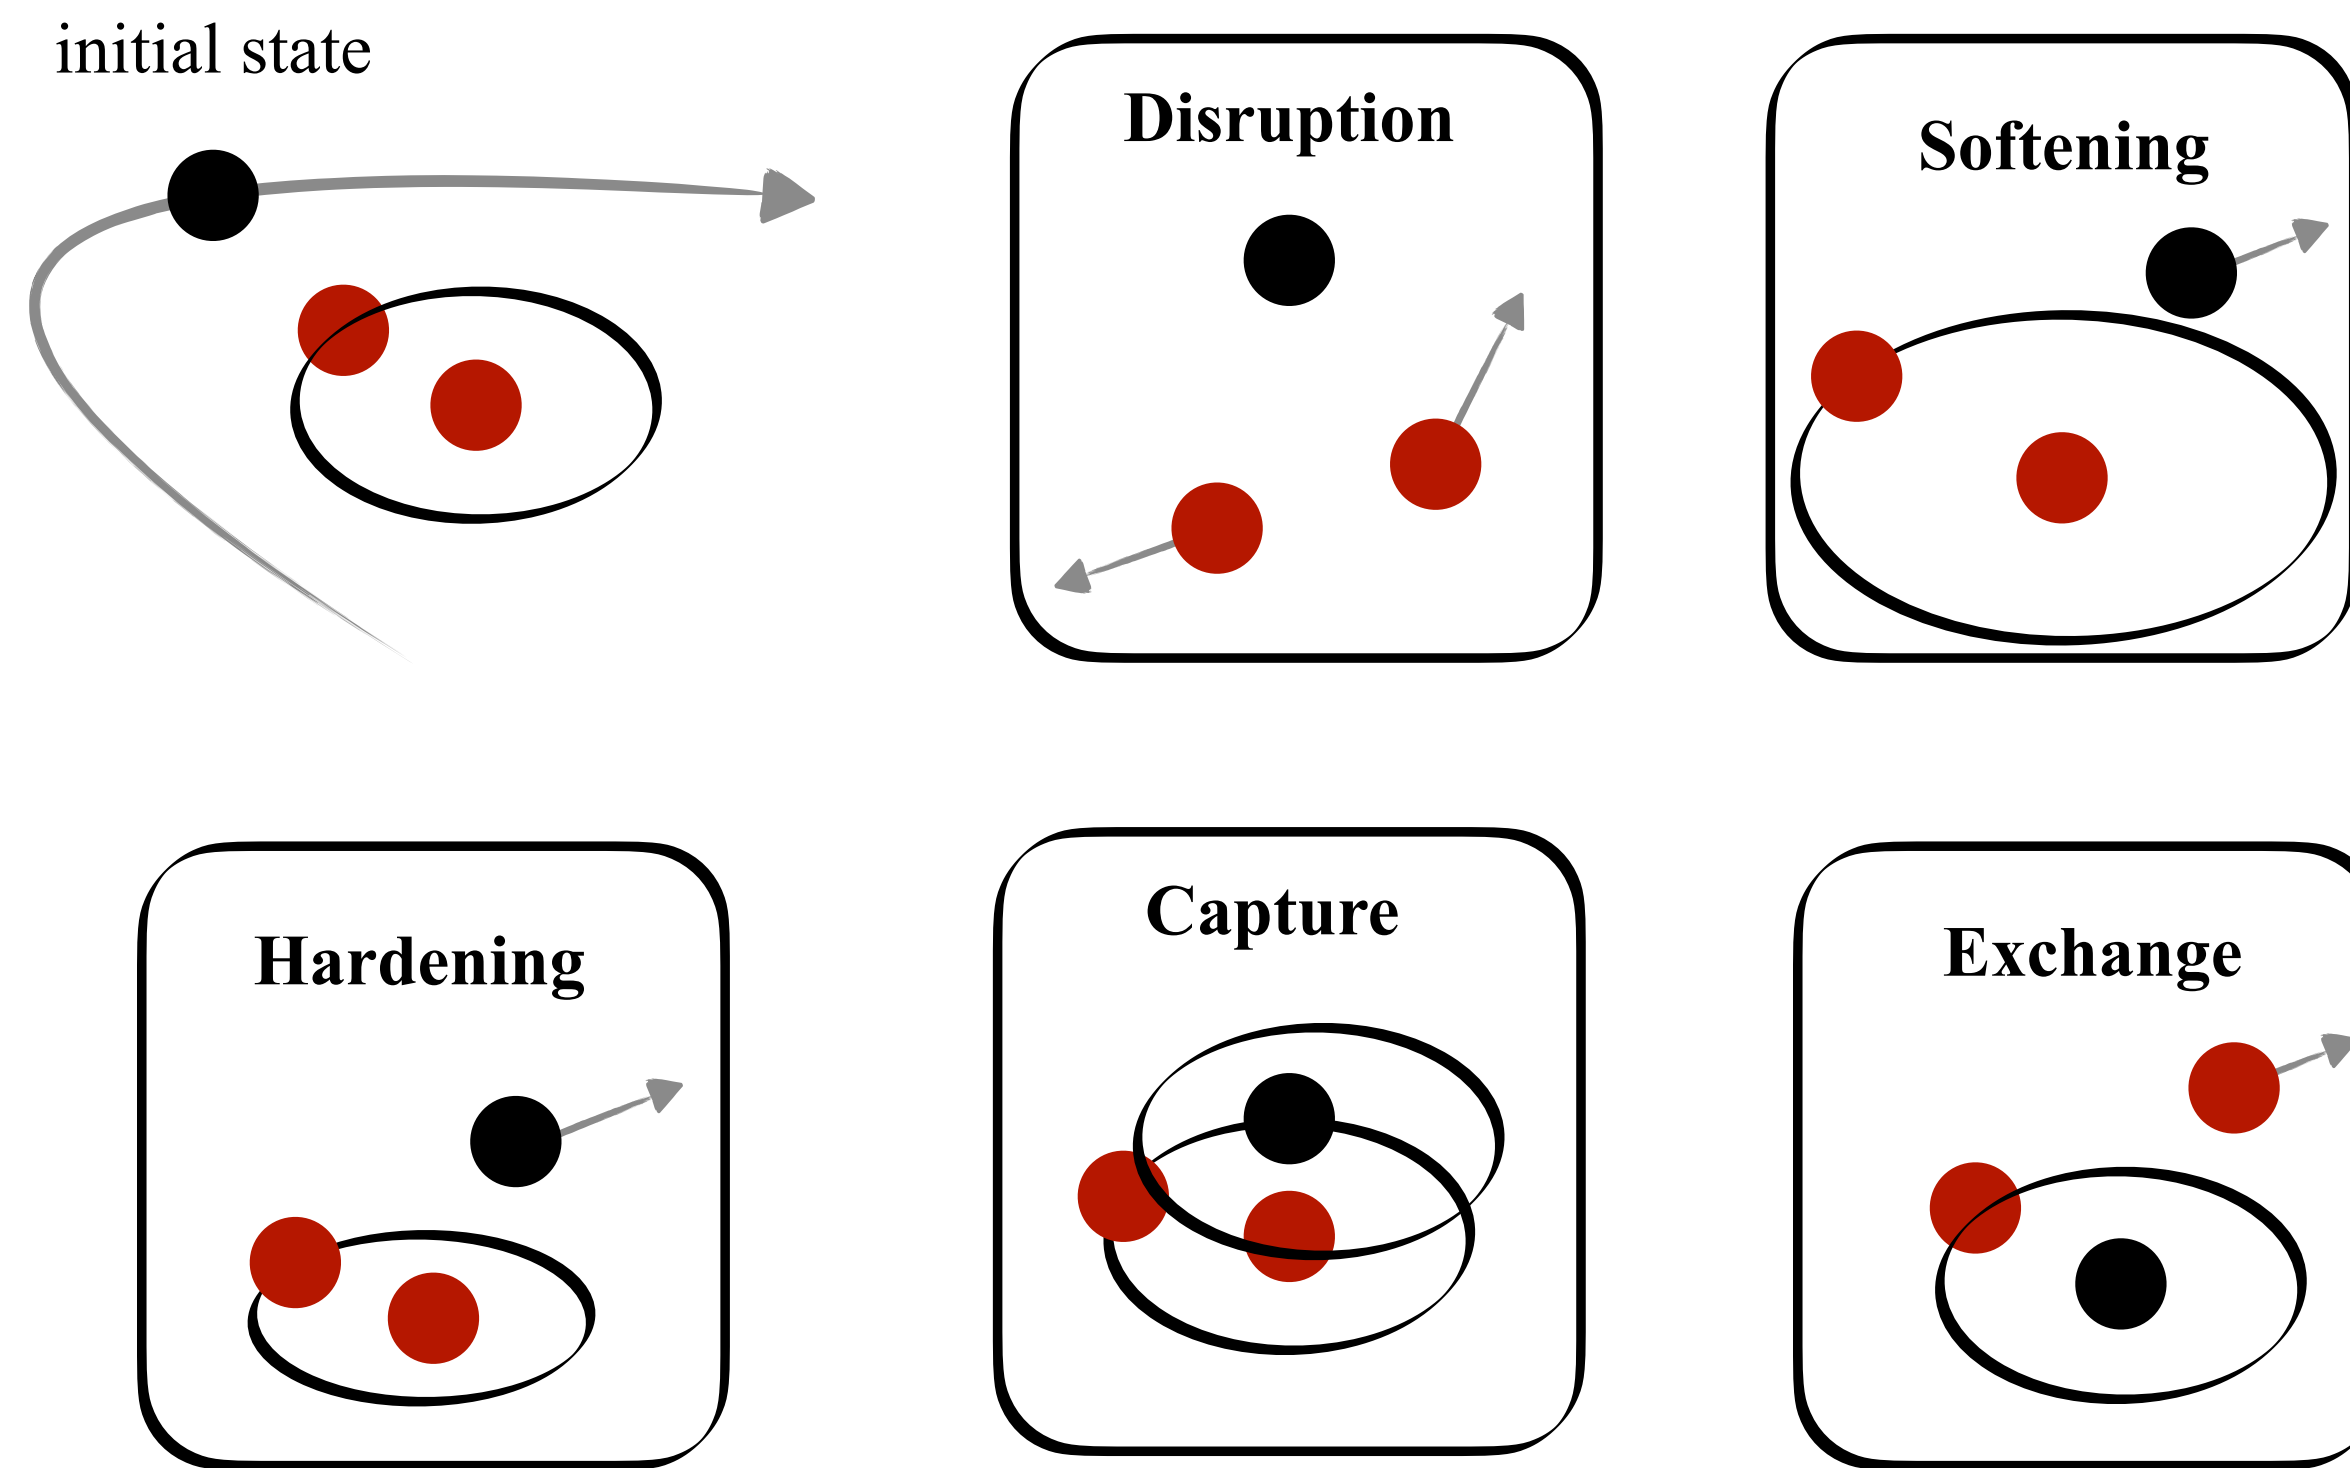 initial state
Disruption
Softening
Hardening
Capture
Exchange